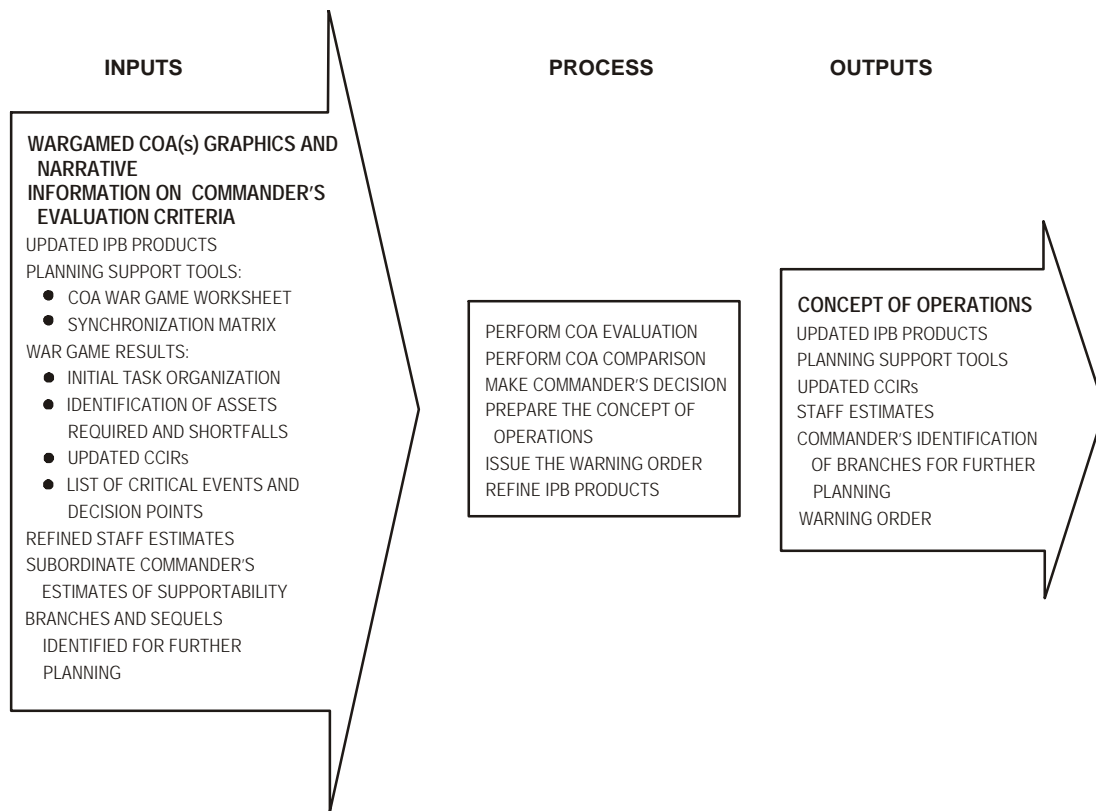 INPUTS
WARGAMED COA(s) GRAPHICS AND
NARRATIVE
INFORMATION ON COMMANDER'S
EVALUATION CRITERIA
UPDATED IPB PRODUCTS
PLANNING SUPPORT TOOLS:
● COA WAR GAME WORKSHEET
● SYNCHRONIZATION MATRIX
WAR GAME RESULTS:
● INITIAL TASK ORGANIZATION
● IDENTIFICATION OF ASSETS
REQUIRED AND SHORTFALLS
● UPDATED CCIRs
● LIST OF CRITICAL EVENTS AND
DECISION POINTS
REFINED STAFF ESTIMATES
SUBORDINATE COMMANDER'S
ESTIMATES OF SUPPORTABILITY
BRANCHES AND SEQUELS
IDENTIFIED FOR FURTHER
PLANNING
PROCESS
PERFORM COA EVALUATION
PERFORM COA COMPARISON
MAKE COMMANDER'S DECISION
PREPARE THE CONCEPT OF
OPERATIONS
ISSUE THE WARNING ORDER
REFINE IPB PRODUCTS
OUTPUTS
CONCEPT OF OPERATIONS
UPDATED IPB PRODUCTS
PLANNING SUPPORT TOOLS
UPDATED CCIRs
STAFF ESTIMATES
COMMANDER'S IDENTIFICATION
OF BRANCHES FOR FURTHER
PLANNING
WARNING ORDER